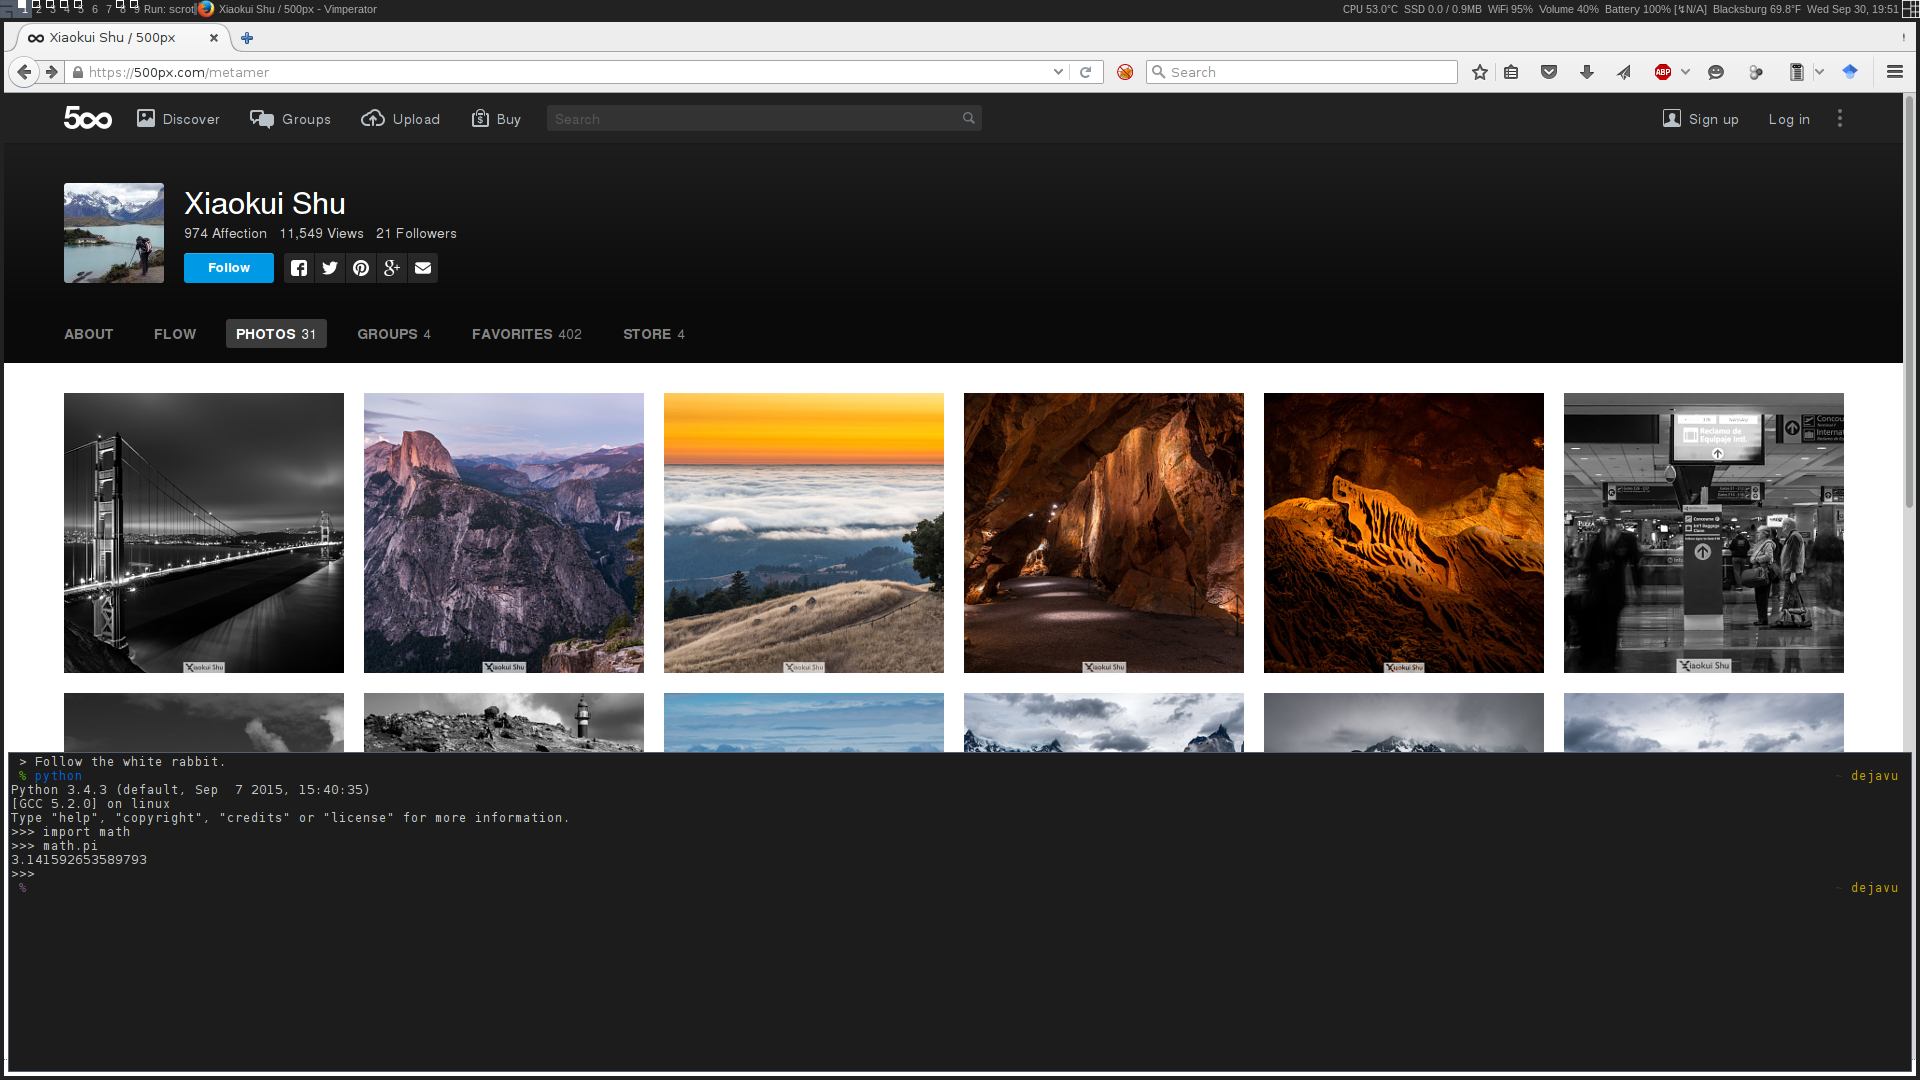 1 2 3 4 5 6 7 8 9 Run: scrot Xiaokui Shu / 500px - Vimperator
CPU 53.0°C SSD 0.0 / 0.9MB WiFi 95% Volume 40% Battery 100% [↯N/A] Blacksburg 69.8°F Wed Sep 30, 19:51
Xiaokui Shu / 500px
https://500px.com/metamer
Search
ABP
Discover
Groups
Upload
Buy
Search
Sign up
Log in
Xiaokui Shu
974 Affection 11,549 Views 21 Followers
Follow
ABOUT
FLOW
PHOTOS 31
GROUPS 4
FAVORITES 402
STORE 4
Reclamo de
Equipaje Intl.
Xiaokui Shu
Xiaokui Shu
Xiaokui Shu
Xiaokui Shu
Xiaokui Shu
Xiaokui Shu
> Follow the white rabbit.
% python
~ dejavu
Python 3.4.3 (default, Sep  7 2015, 15:40:35)
[GCC 5.2.0] on linux
Type "help", "copyright", "credits" or "license" for more information.
>>> import math
>>> math.pi
3.141592653589793
>>>
%
~ dejavu